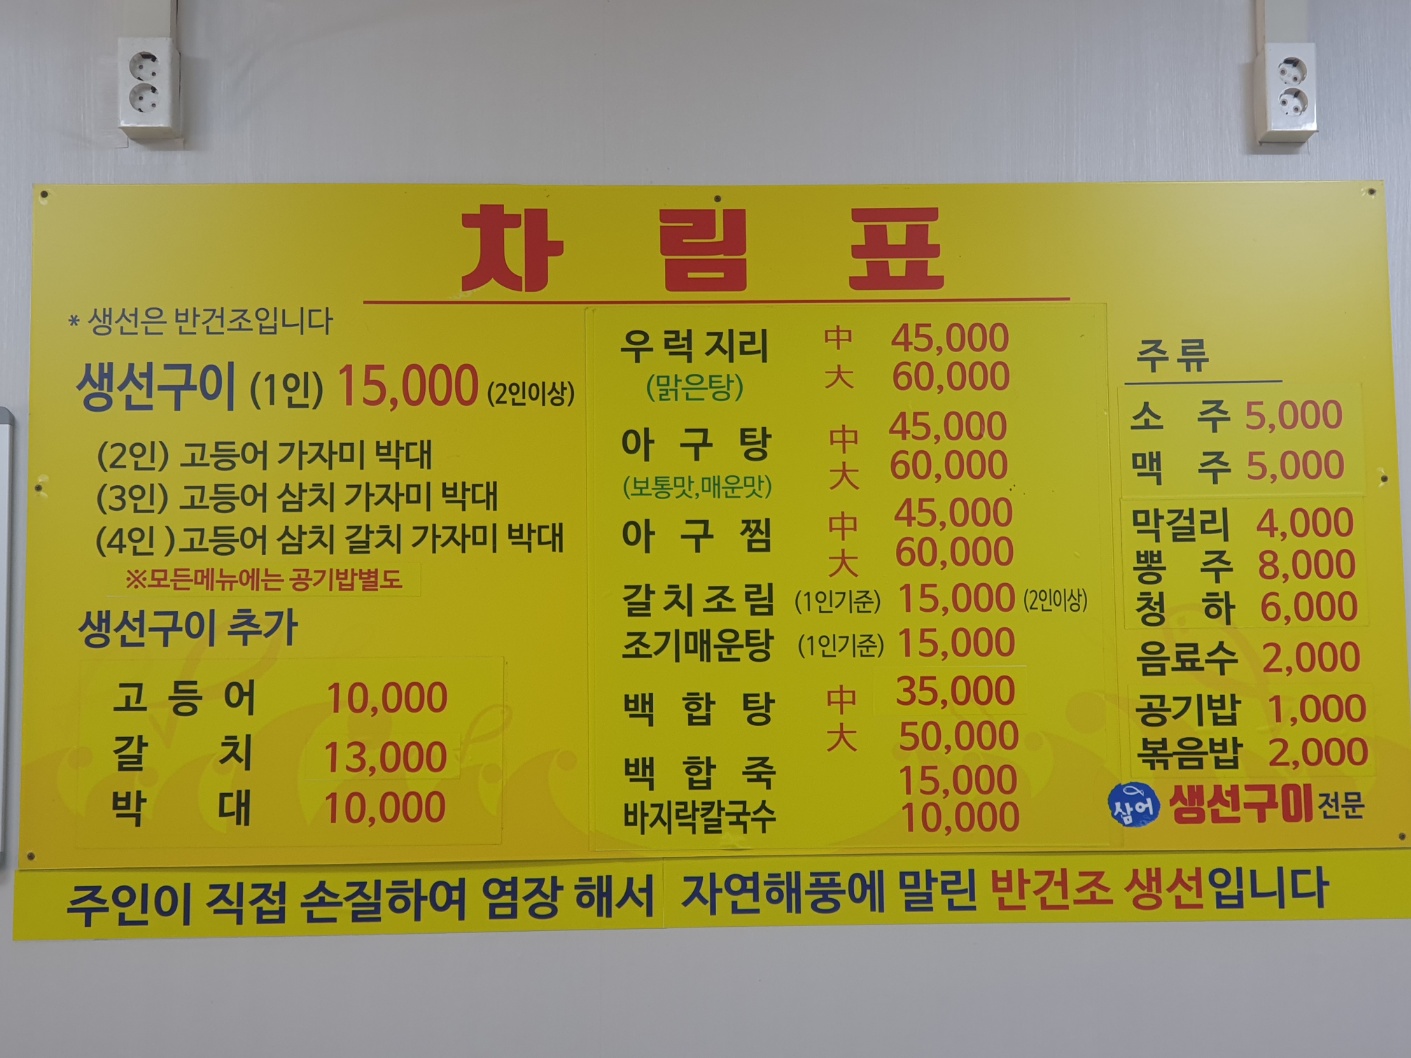 차림표
* 생선은 반건조입니다
생선구이 (1인) 15,000 (2인이상)
(2인) 고등어 가자미 박대
(3인) 고등어 삼치 가자미 박대
(4인 )고등어 삼치 갈치 가자미 박대
※모든메뉴에는 공기밥별도
생선구이 추가
고등어 10,000
갈치 13,000
박대 10,000
우럭지리 中 45,000
(맑은탕) 大 60,000
아구탕 中 45,000
(보통맛,매운맛) 大 60,000
아구찜 中 45,000
大 60,000
갈치조림 (1인기준) 15,000 (2인이상)
조기매운탕 (1인기준) 15,000
백합탕 中 35,000
大 50,000
백합죽 15,000
바지락칼국수 10,000
주류
소주 5,000
맥주 5,000
막걸리 4,000
뽕주 8,000
청하 6,000
음료수 2,000
공기밥 1,000
볶음밥 2,000
삼어 생선구이 전문
주인이 직접 손질하여 염장 해서 자연해풍에 말린 반건조 생선입니다